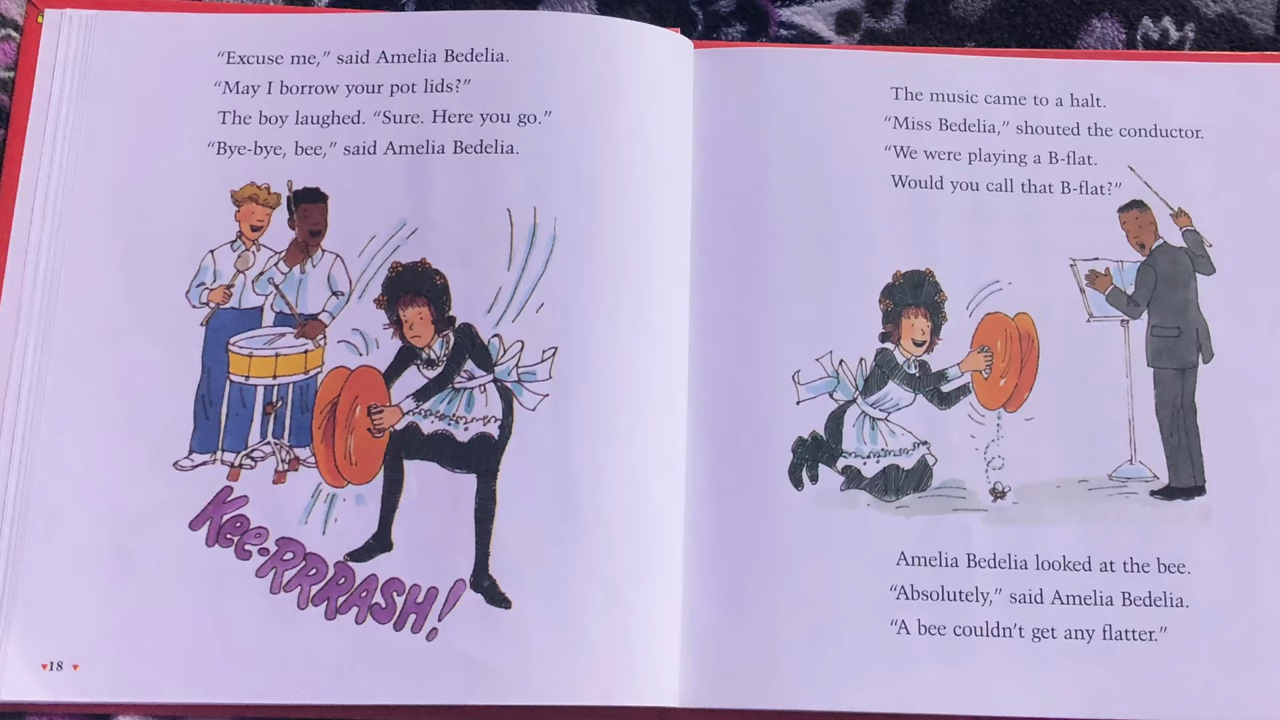 “Excuse me,” said Amelia Bedelia.
“May I borrow your pot lids?”
The boy laughed. “Sure. Here you go.”
“Bye-bye, bee,” said Amelia Bedelia.
Kee-RRRASH!
♥18 ♥
The music came to a halt.
“Miss Bedelia,” shouted the conductor.
“We were playing a B-flat.
Would you call that B-flat?”
Amelia Bedelia looked at the bee.
“Absolutely,” said Amelia Bedelia.
“A bee couldn’t get any flatter.”